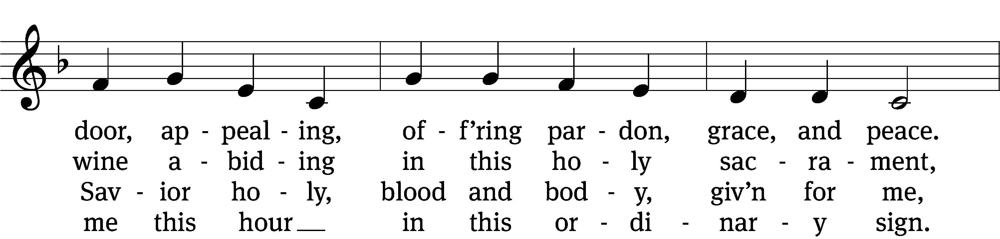 door, ap - peal - ing, of - f’ring par - don, grace, and peace.
wine a - bid - ing in this ho - ly sac - ra - ment,
Sav - ior ho - ly, blood and bod - y, giv’n for me,
me this hour__ in this or - di - nar - y sign.